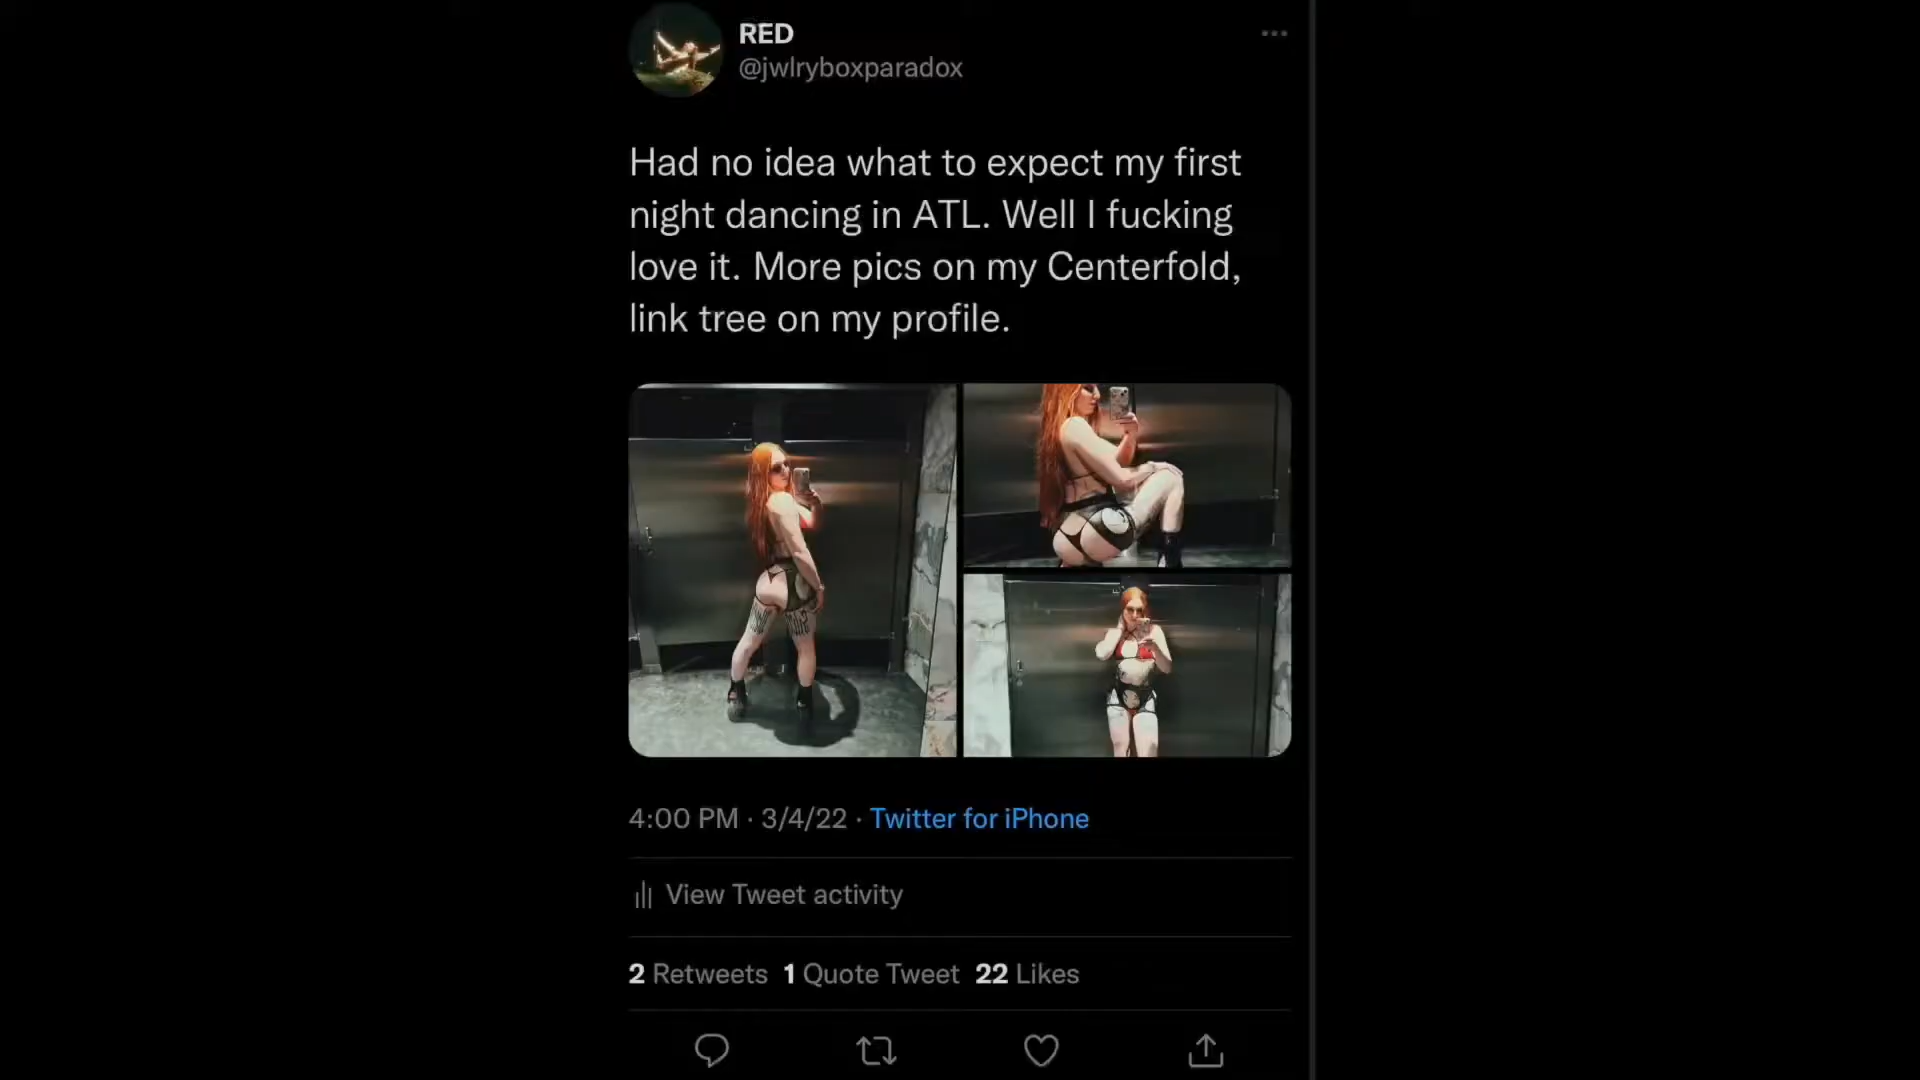 RED
@jwlryboxparadox
Had no idea what to expect my first
night dancing in ATL. Well I fucking
love it. More pics on my Centerfold,
link tree on my profile.
4:00 PM · 3/4/22 · Twitter for iPhone
View Tweet activity
2 Retweets 1 Quote Tweet 22 Likes